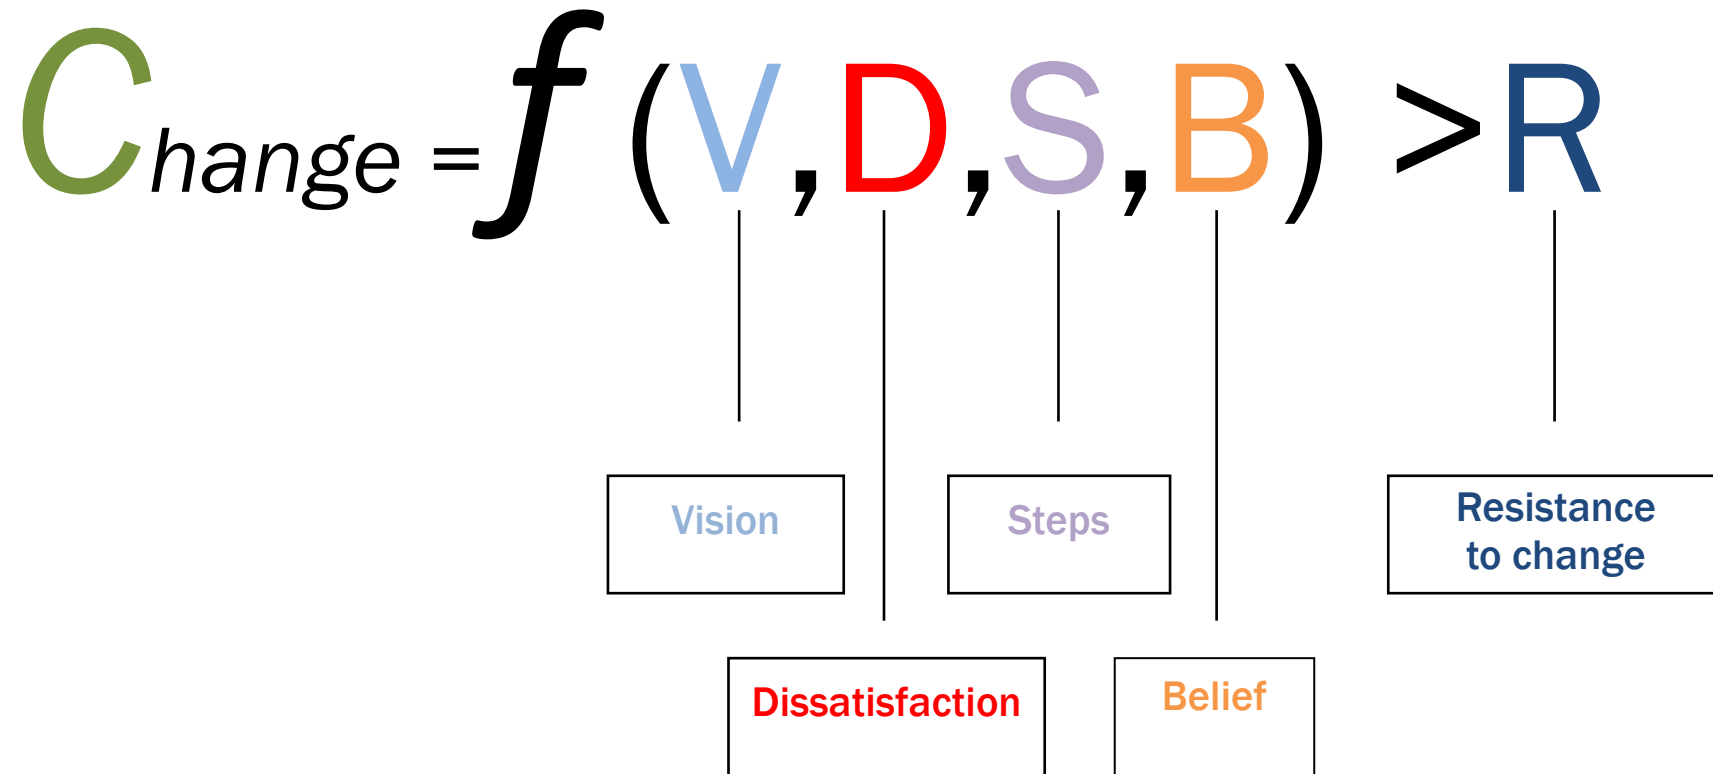 Change = f (V,D,S,B) >R
Vision
Steps
Resistance
to change
Dissatisfaction
Belief